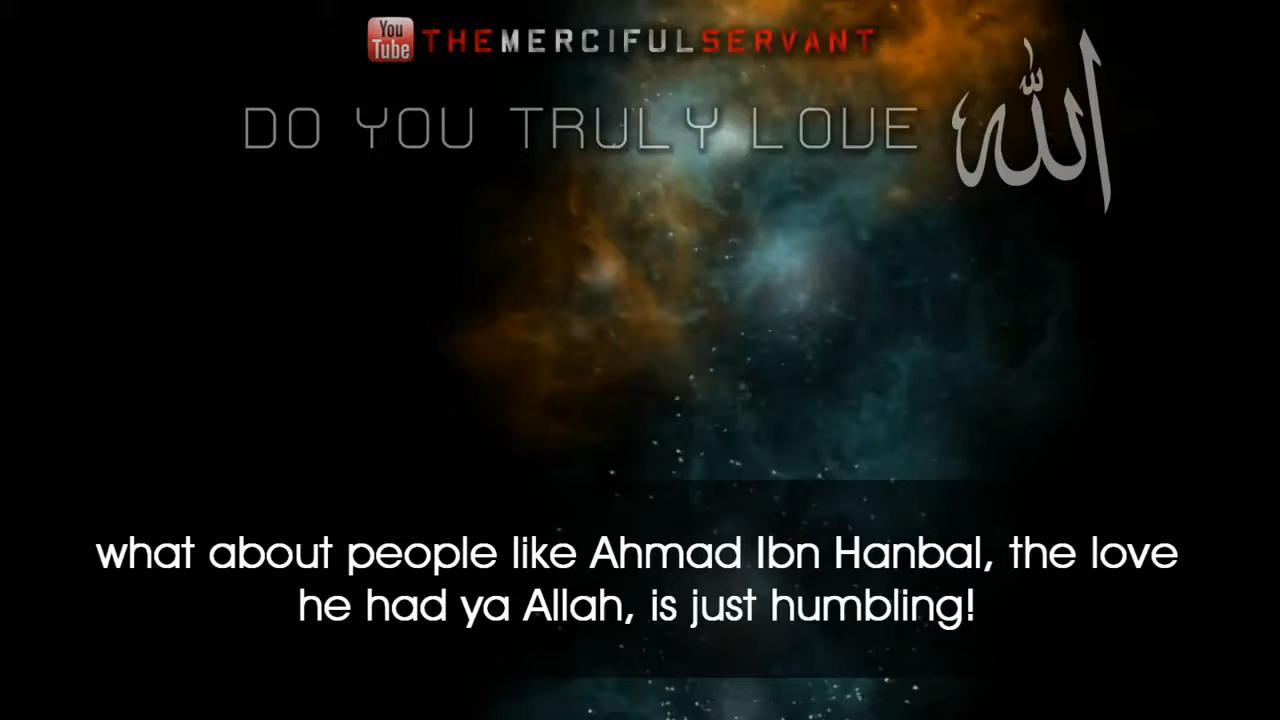 You
Tube THEMERCIFULSERVANT
DO YOU TRULY LOVE الله
what about people like Ahmad Ibn Hanbal, the love
he had ya Allah, is just humbling!